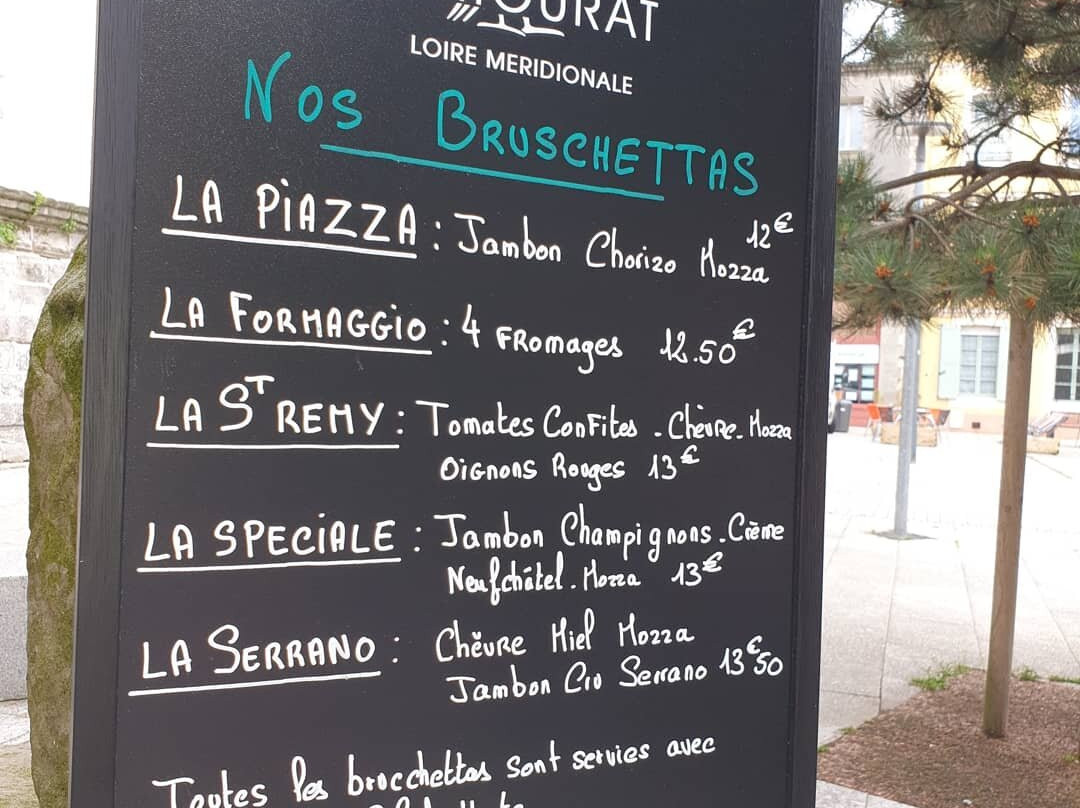 LOIRE MERIDIONALE
NOS BRUSCHETTAS
LA PiAZZA : Jambon Chorizo Mozza 12€
LA FORMAGGIO : 4 FRomages 12.50€
LA ST REMY : Tomates Confites . Chèvre . Mozza
Oignons Rouges 13€
LA SPECIALE : Jambon Champignons . Crème
Neufchâtel . Mozza 13€
LA SERRANO : Chèvre Miel Mozza
Jambon Cru Serrano 13€50
Toutes les brocchettas sont servies avec